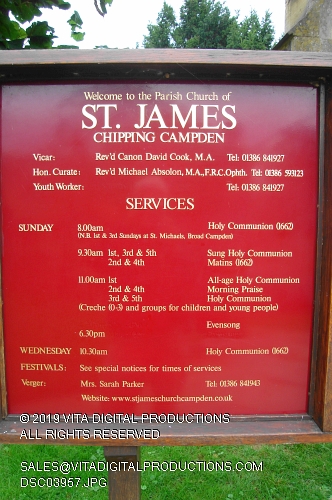 Welcome to the Parish Church of
ST. JAMES
CHIPPING CAMPDEN
Vicar: Rev'd Canon David Cook, M.A. Tel: 01386 841927
Hon. Curate: Rev'd Michael Absolon, M.A.,F.R.C.Ophth. Tel: 01386 593123
Youth Worker: Tel: 01386 841927
SERVICES
SUNDAY 8.00am Holy Communion (1662)
(N.B. 1st & 3rd Sundays at St. Michaels, Broad Campden)
9.30am 1st, 3rd & 5th Sung Holy Communion
2nd & 4th Matins (1662)
11.00am 1st All-age Holy Communion
2nd & 4th Morning Praise
3rd & 5th Holy Communion
(Creche (0-3) and groups for children and young people)
Evensong
6.30pm
WEDNESDAY 10.30am Holy Communion (1662)
FESTIVALS: See special notices for times of services
Verger: Mrs. Sarah Parker Tel: 01386 841943
Website: www.stjameschurchcampden.co.uk
© 2019 VITA DIGITAL PRODUCTIONS
ALL RIGHTS RESERVED
SALES@VITADIGITALPRODUCTIONS.COM
DSC03957.JPG